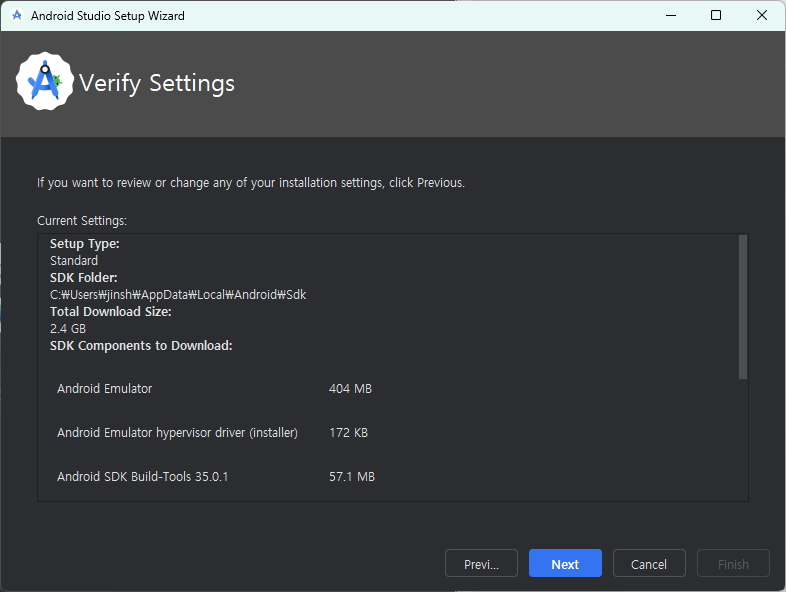 Android Studio Setup Wizard
Verify Settings
If you want to review or change any of your installation settings, click Previous.
Current Settings:
Setup Type:
Standard
SDK Folder:
C:₩Users₩jinsh₩AppData₩Local₩Android₩Sdk
Total Download Size:
2.4 GB
SDK Components to Download:
Android Emulator 404 MB
Android Emulator hypervisor driver (installer) 172 KB
Android SDK Build-Tools 35.0.1 57.1 MB
Previ... Next Cancel Finish